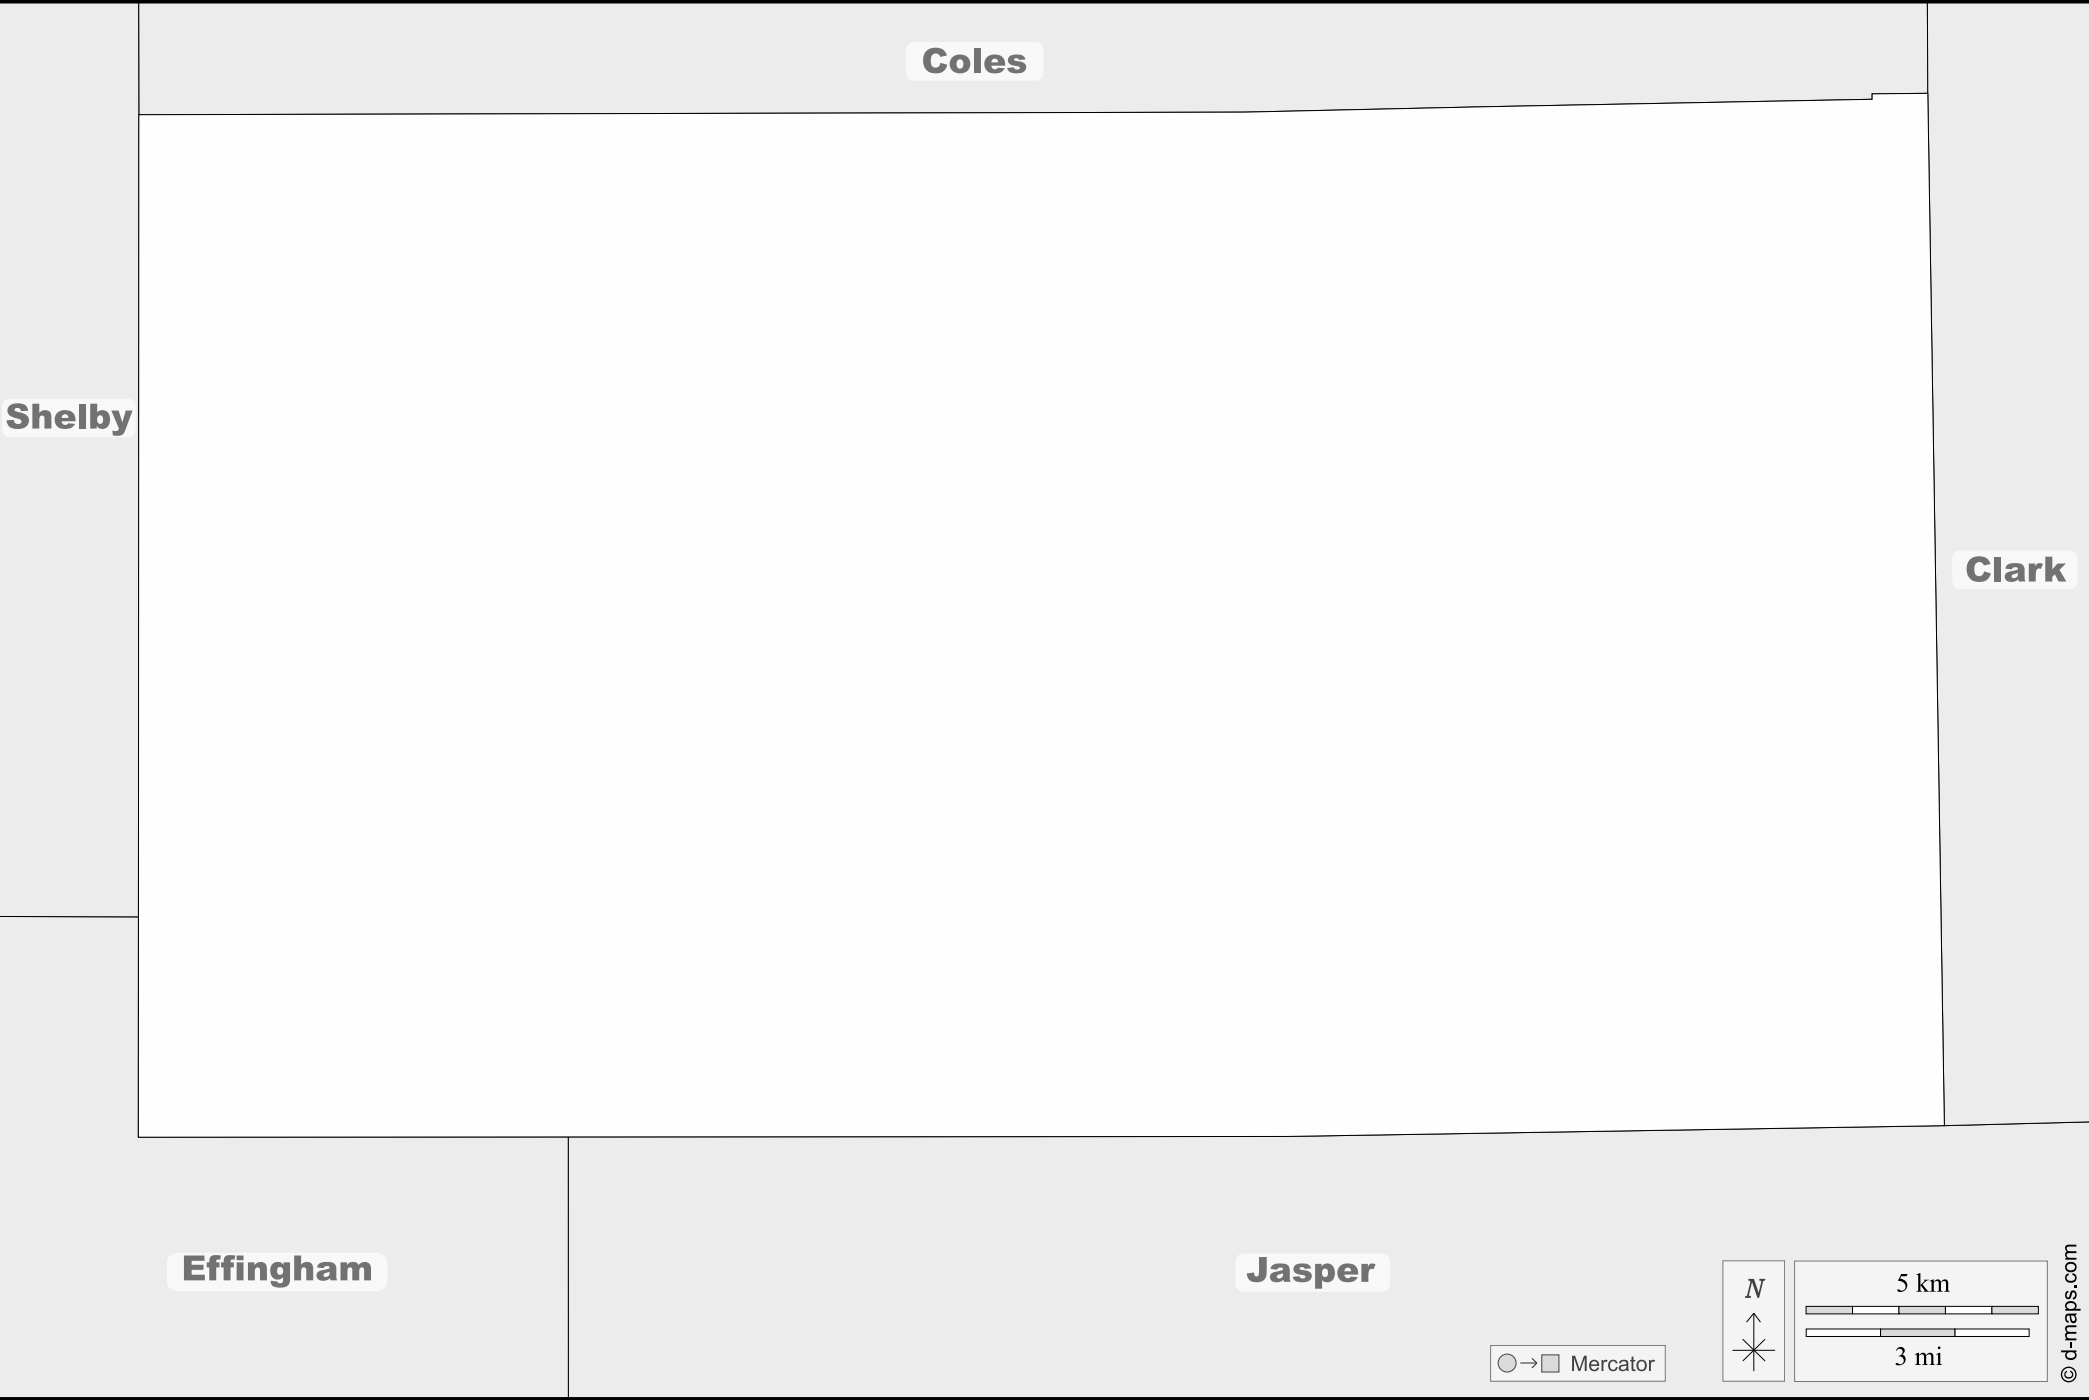 Coles
Shelby
Clark
Effingham
Jasper
N
5 km
3 mi
Mercator
© d-maps.com